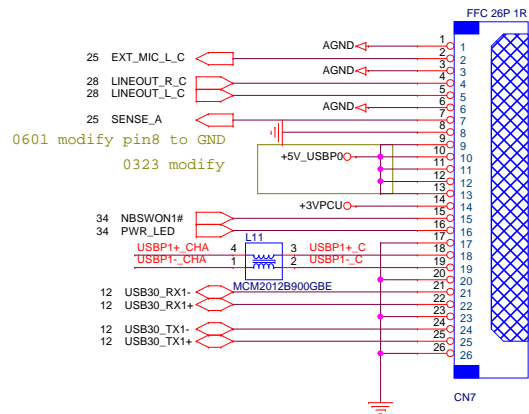 FFC 26P 1R
AGND 1 1
25 EXT_MIC_L_C 2 2
AGND 3 3
28 LINEOUT_R_C 4 4
28 LINEOUT_L_C 5 5
AGND 6 6
25 SENSE_A 7 7
0601 modify pin8 to GND 8 8
9 9
+5V_USBP0 10 10
0323 modify 11 11
12 12
13 13
+3VPCU 14 14
34 NBSWON1# 15 15
34 PWR_LED 16 16
L11 17 17
USBP1+_CHA 4 3 USBP1+_C 18 18
USBP1-_CHA 1 2 USBP1-_C 19 19
MCM2012B900GBE 20 20
12 USB30_RX1- 21 21
12 USB30_RX1+ 22 22
23 23
12 USB30_TX1- 24 24
12 USB30_TX1+ 25 25
26 26
CN7